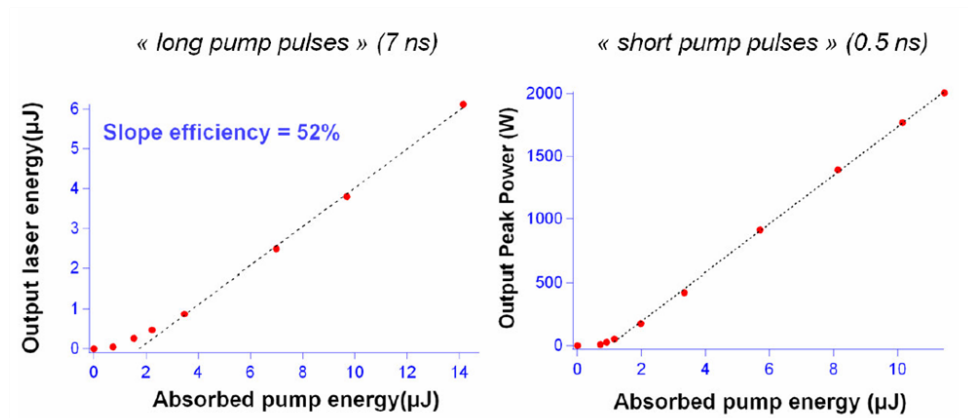 « long pump pulses » (7 ns)
« short pump pulses » (0.5 ns)
Slope efficiency = 52%
Output laser energy(µJ)
6
5
4
3
2
1
0
0 2 4 6 8 10 12 14
Absorbed pump energy(µJ)
Output Peak Power (W)
2000
1500
1000
500
0
0 2 4 6 8 10
Absorbed pump energy (µJ)